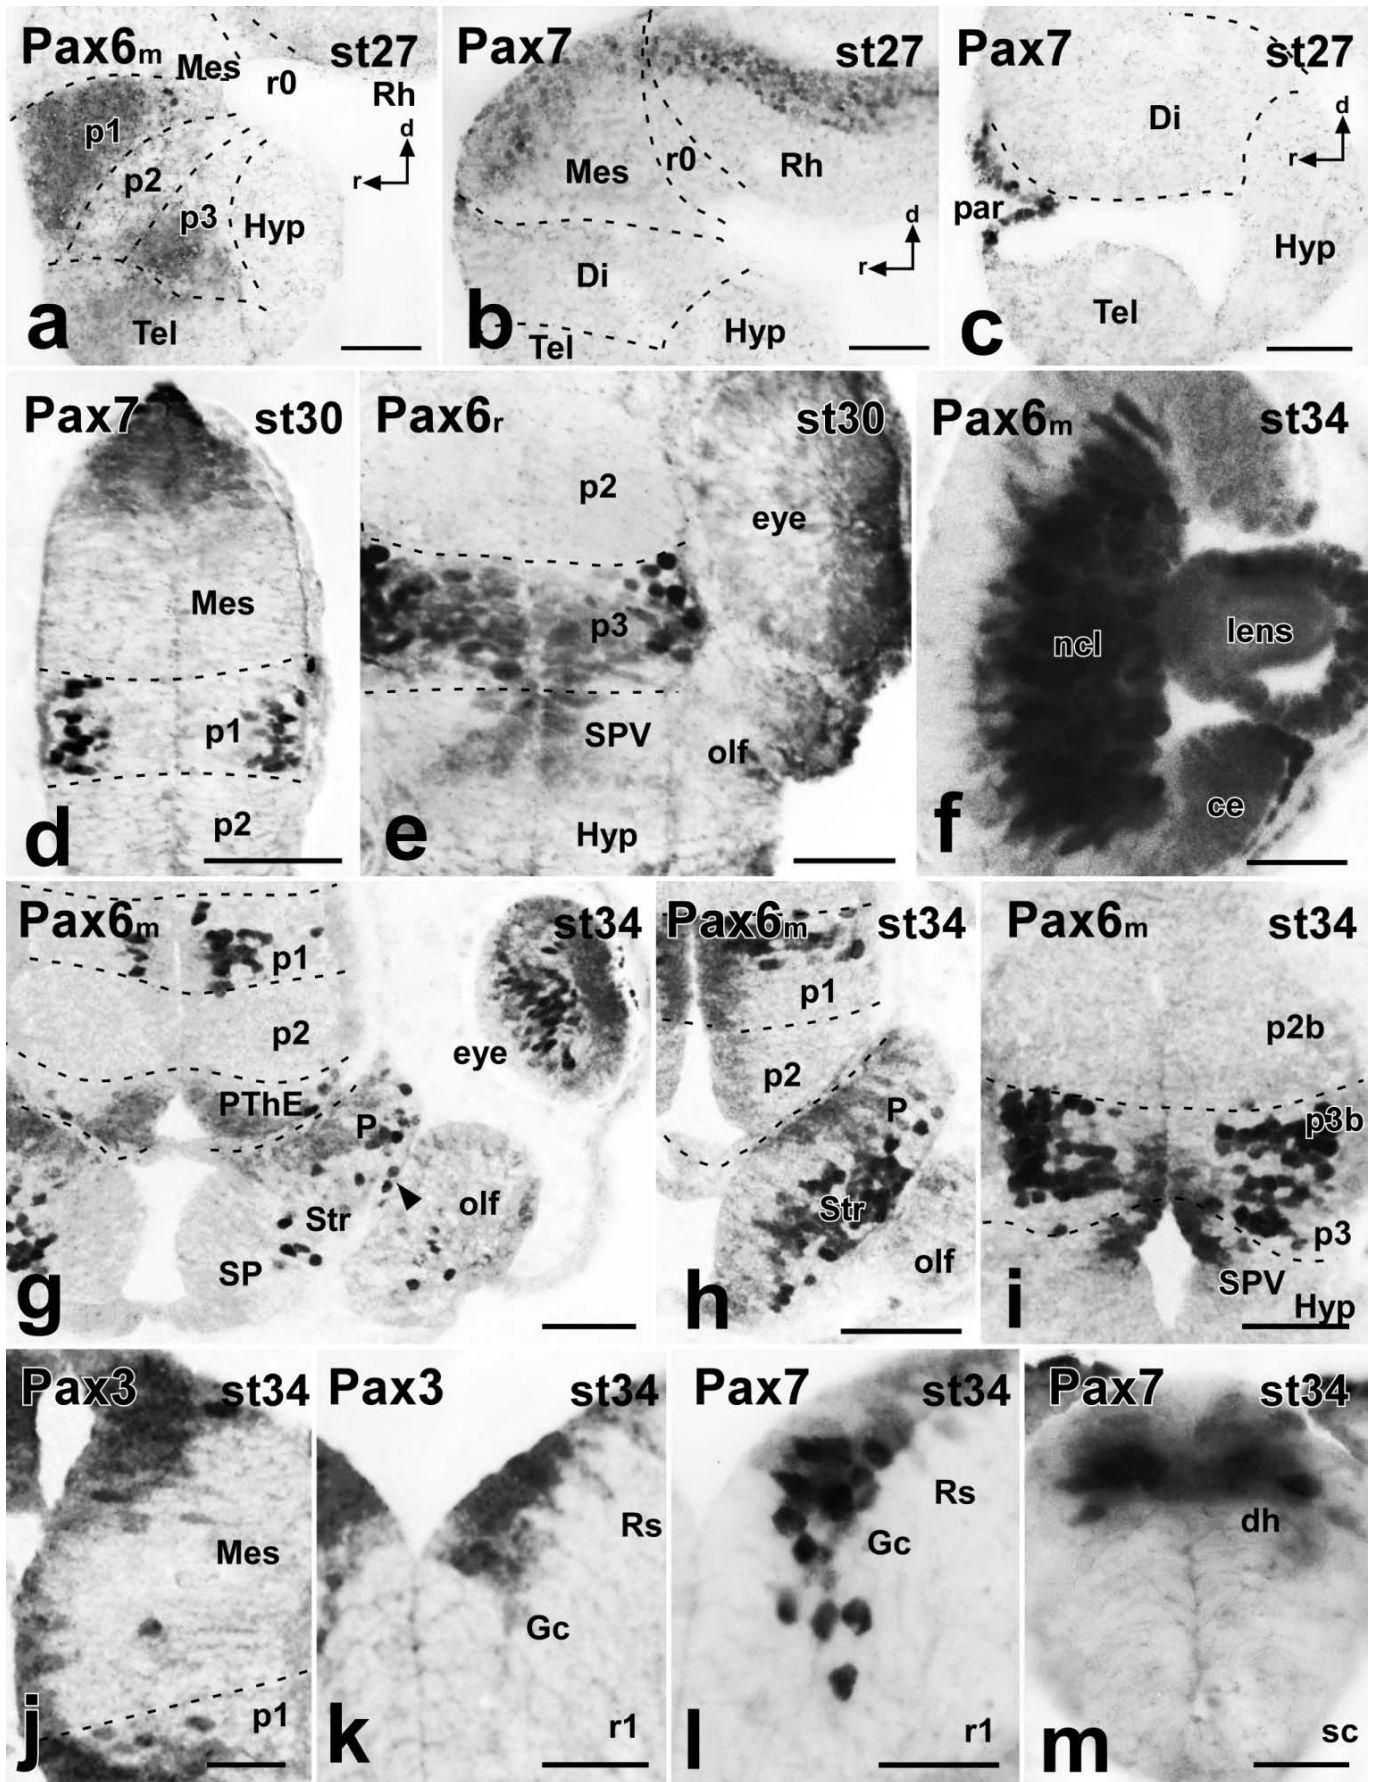 Pax6m st27
Mes
r0
Rh
p1
d
p2
r
p3
Hyp
Tel
a
Pax7 st27
Mes
r0
Rh
d
r
Di
Tel
Hyp
b
Pax7 st27
Di
d
r
par
Hyp
Tel
c
Pax7 st30
Mes
p1
p2
d
Pax6r st30
p2
eye
p3
SPV
olf
Hyp
e
Pax6m st34
ncl
lens
ce
f
Pax6m st34
p1
p2
eye
PThE
P
Str
olf
SP
g
Pax6m st34
p1
p2
P
Str
olf
h
Pax6m st34
p2b
p3b
p3
SPV
Hyp
i
Pax3 st34
Mes
p1
j
Pax3 st34
Rs
Gc
r1
k
Pax7 st34
Rs
Gc
r1
l
Pax7 st34
dh
sc
m